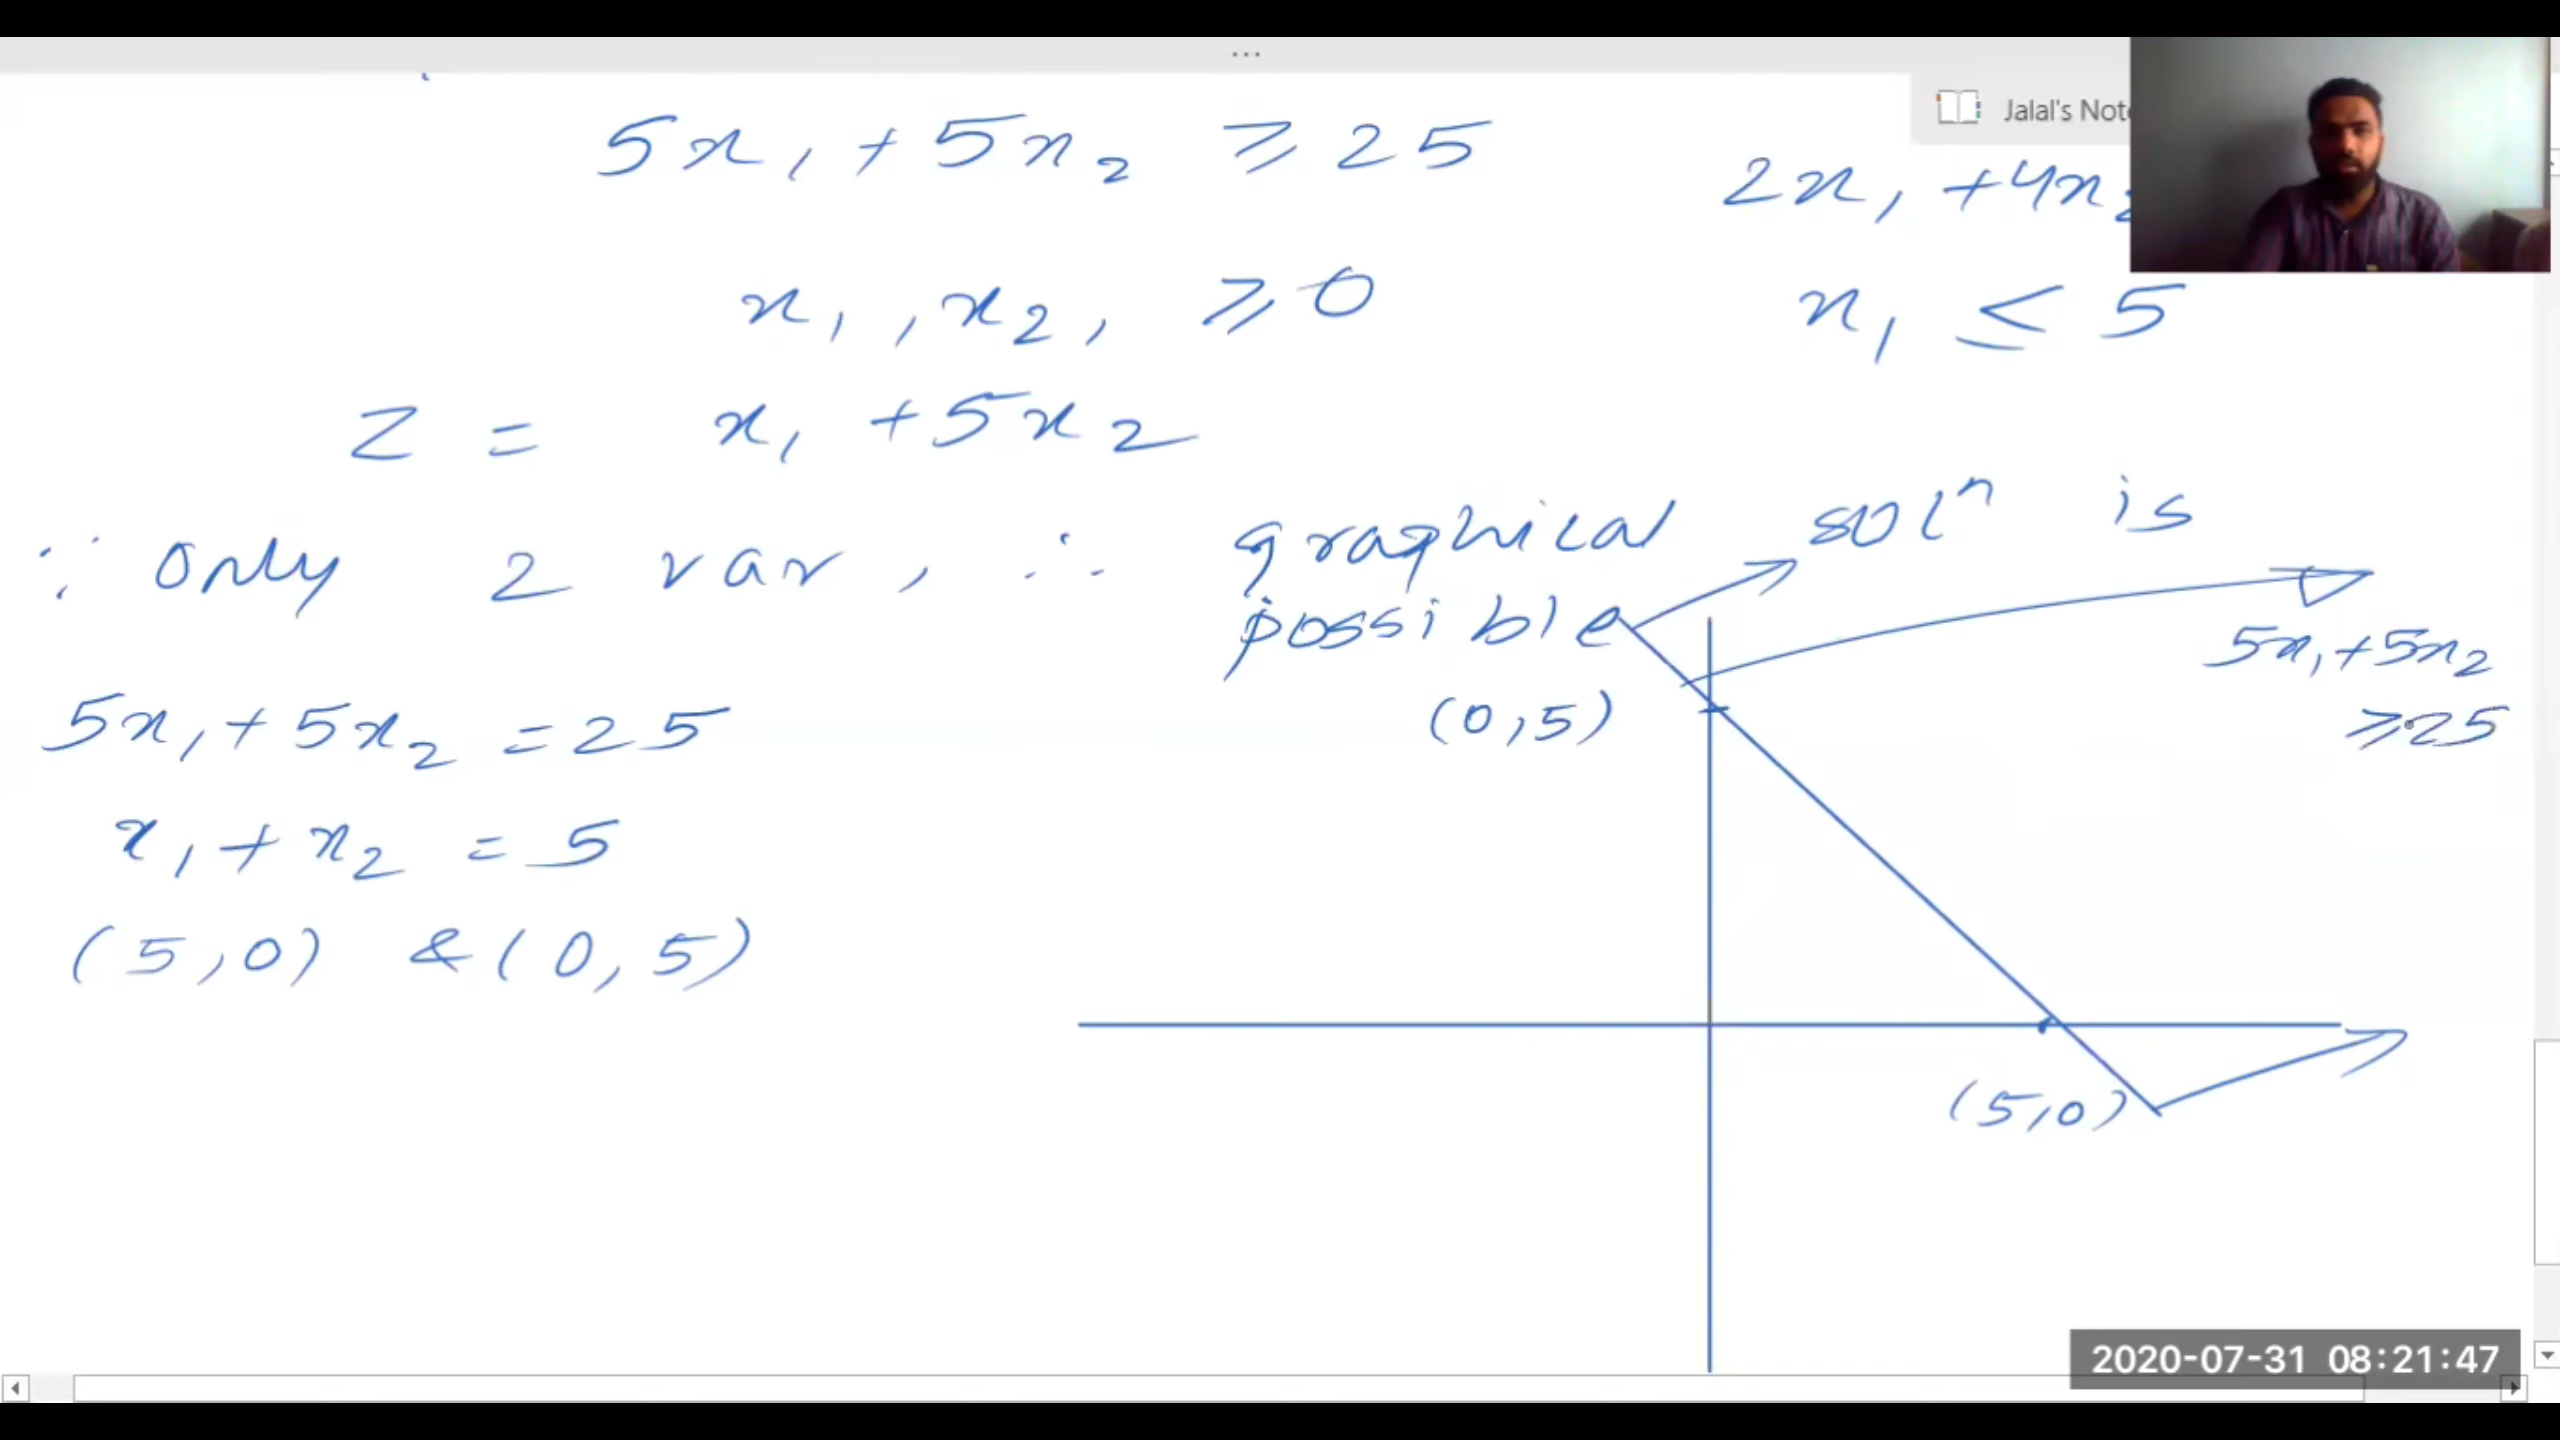 ...
Jalal's Note
5x₁ + 5x₂ ⩾ 25
2x₁ + 4x₂
x₁, x₂, ⩾ 0
x₁ ≤ 5
Z = x₁ + 5x₂
∵ only 2 var, ∴ graphical solⁿ is
possible
5x₁ + 5x₂
⩾ 25
(0,5)
5x₁ + 5x₂ = 25
x₁ + x₂ = 5
(5,0) & (0,5)
(5,0)
2020-07-31 08:21:47